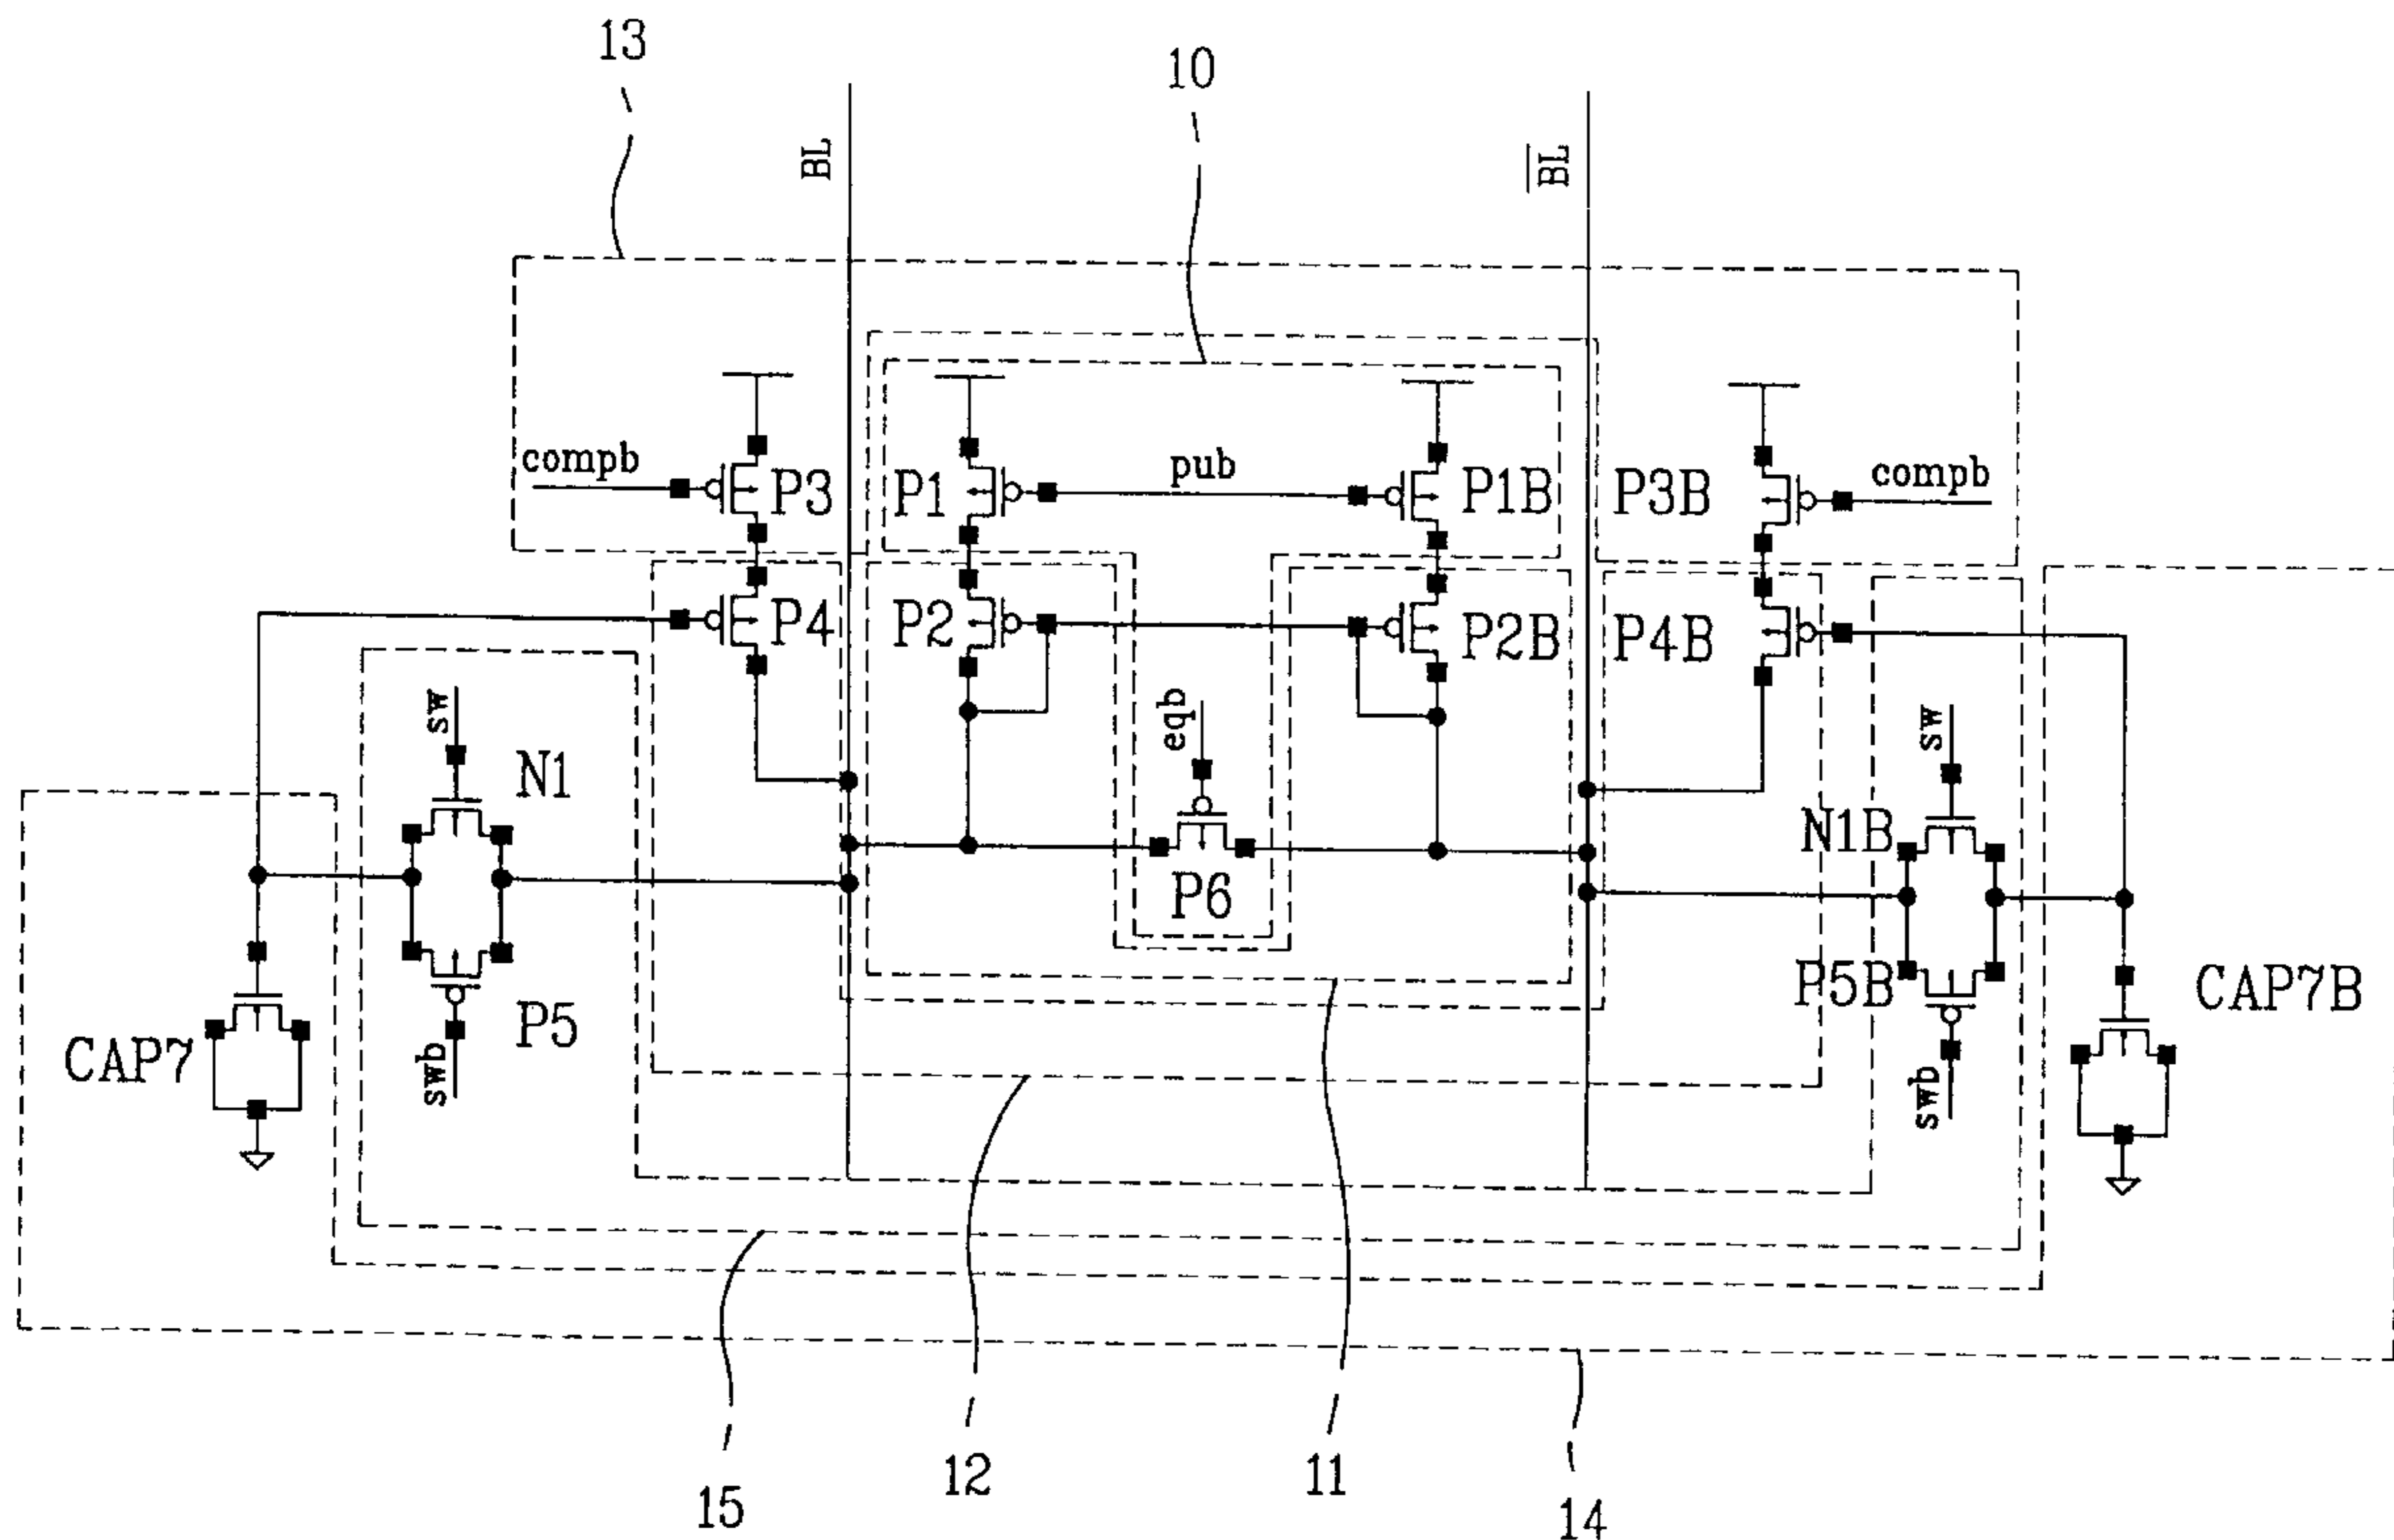 13
10
BL
BL
compb
P3
P1
pub
P1B
P3B
compb
P4
P2
P2B
P4B
sw
N1
eqb
sw
N1B
P6
P5B
CAP7
P5
swb
CAP7B
swb
15
12
11
14